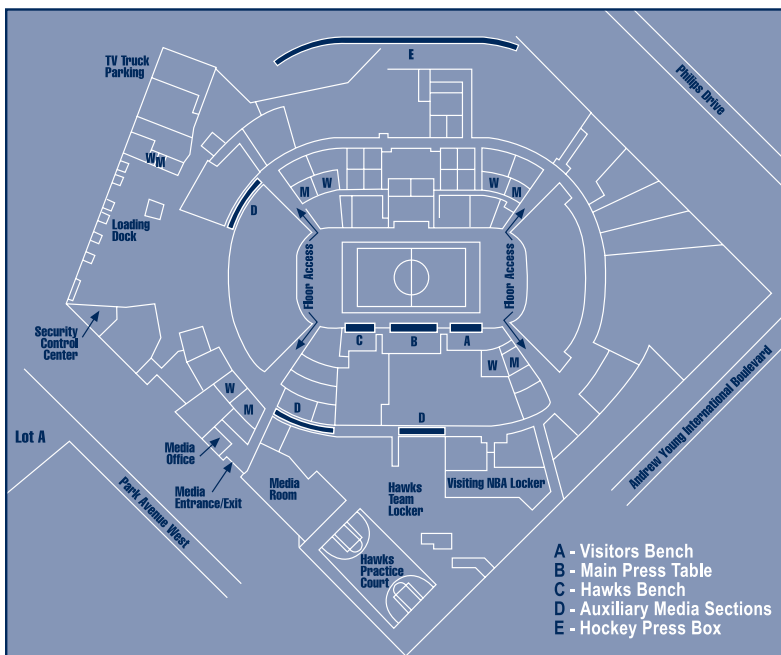 E
TV Truck
Parking
Philips Drive
W
M
M
W
W
M
D
Loading
Dock
Floor Access
Floor Access
Security
Control
Center
C
B
A
W
M
W
M
D
D
Lot A
Media
Office
Media
Entrance/Exit
Media
Room
Hawks
Team
Locker
Visiting NBA Locker
Andrew Young International Boulevard
Park Avenue West
Hawks
Practice
Court
A - Visitors Bench
B - Main Press Table
C - Hawks Bench
D - Auxiliary Media Sections
E - Hockey Press Box